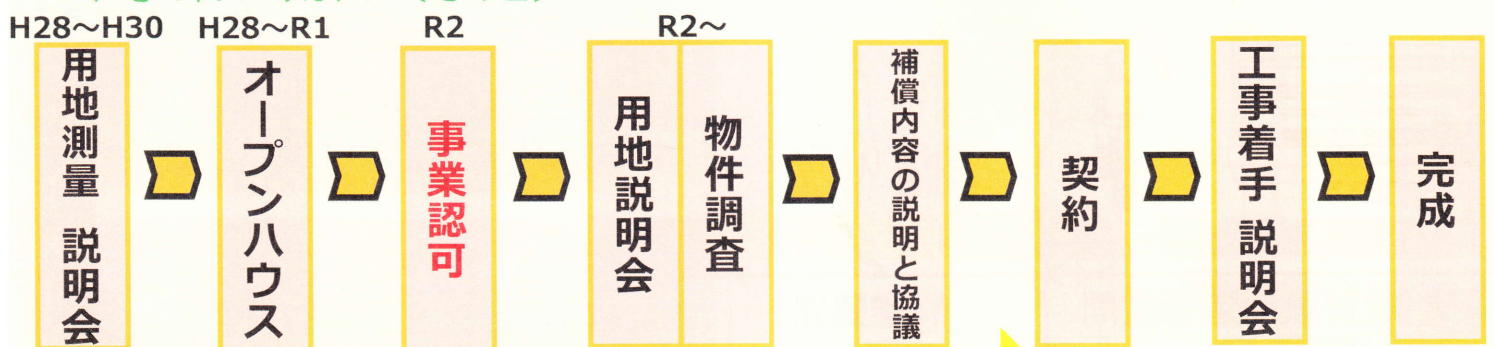 H28～H30
用地測量 説明会
H28～R1
オープンハウス
R2
事業認可
R2～
用地説明会
物件調査
補償内容の説明と協議
契約
工事着手 説明会
完成